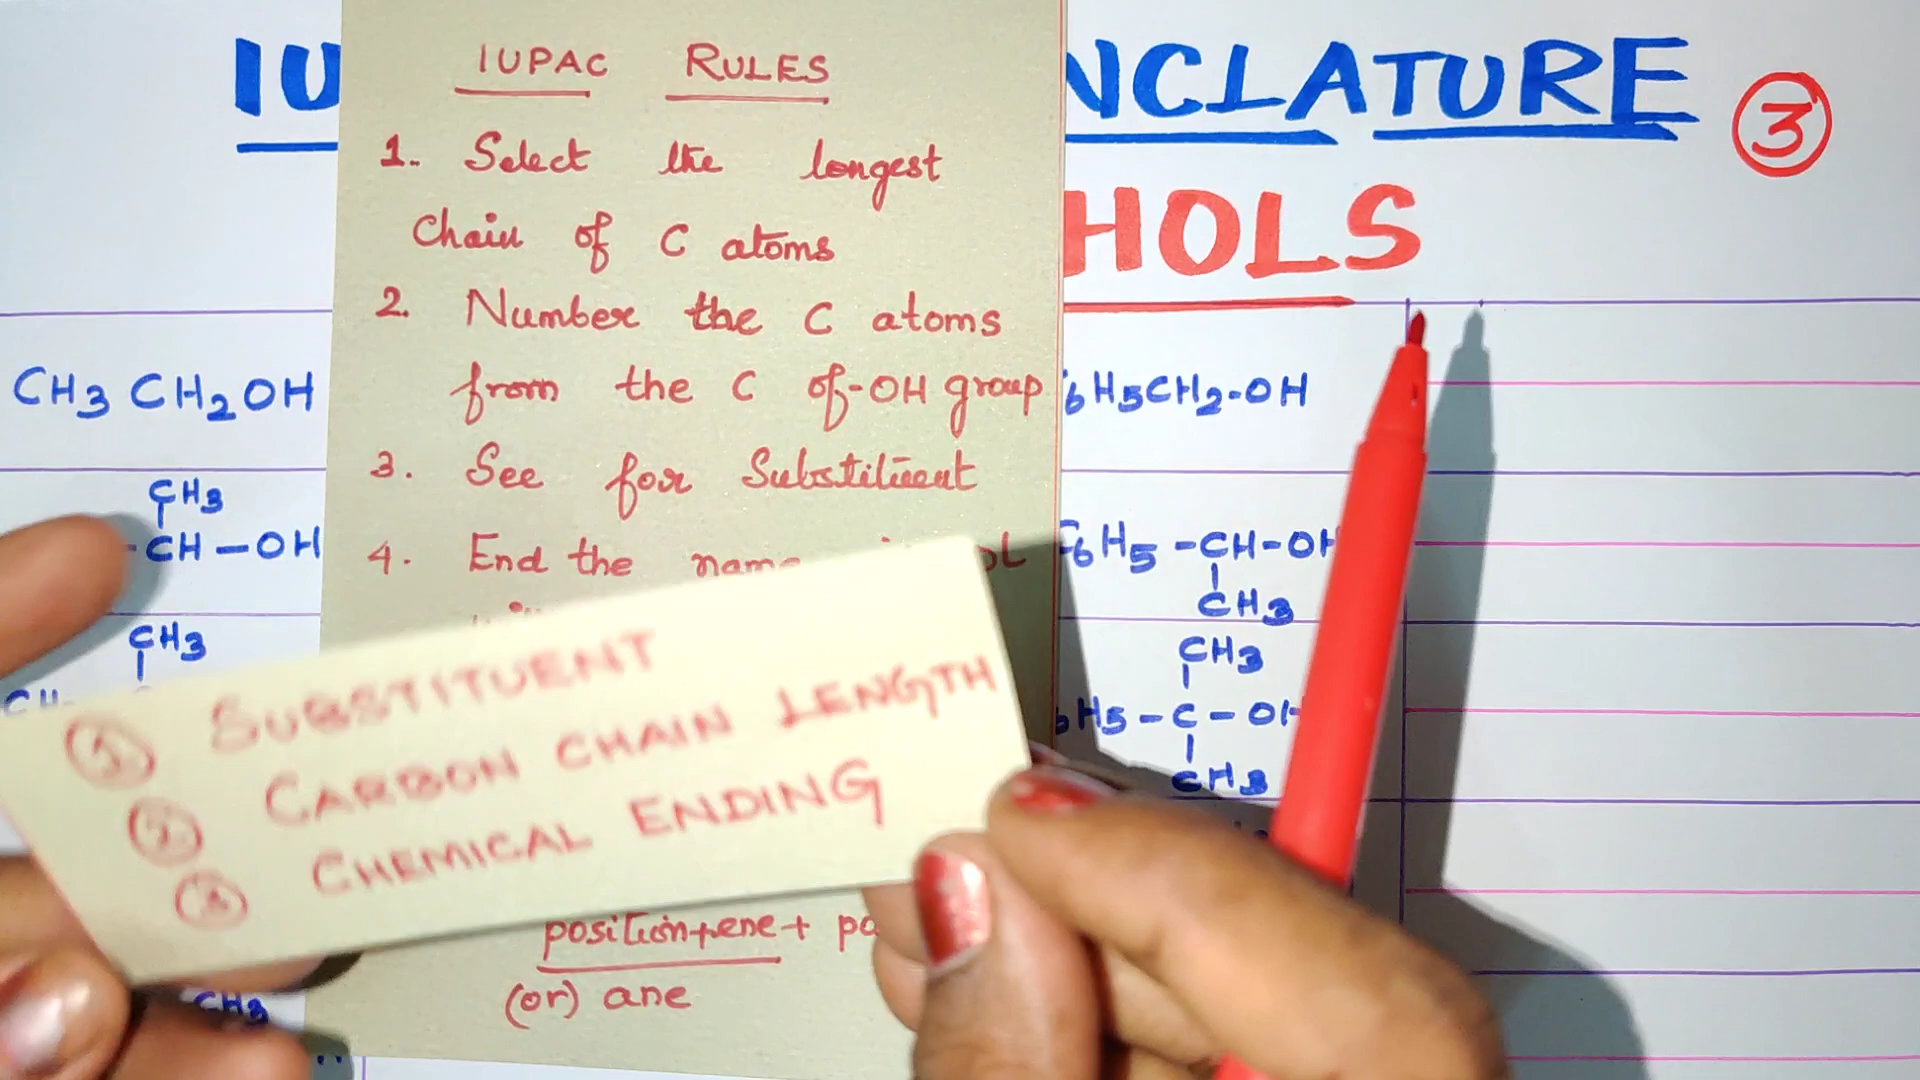 IU NCLATURE 3
HOLS
IUPAC RULES
1. Select the longest
Chain of C atoms
2. Number the C atoms
from the C of -OH group
3. See for Substituent
4. End the name
position+ene+
(or) ane
1 SUBSTITUENT
2 CARBON CHAIN LENGTH
3 CHEMICAL ENDING
CH3 CH2OH
CH3
-CH-OH
CH3
CH3
6H5CH2-OH
6H5-CH-OH
CH3
CH3
H5-C-OH
CH3